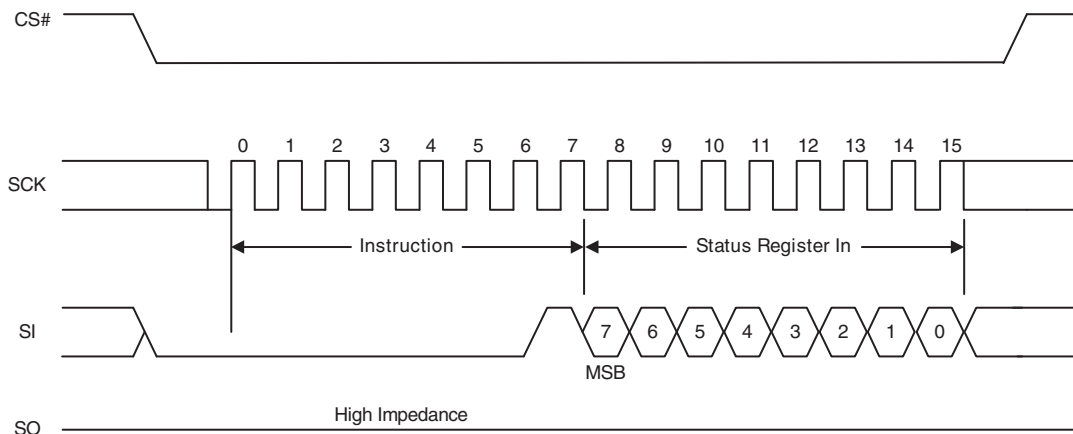 CS#
0 1 2 3 4 5 6 7 8 9 10 11 12 13 14 15
SCK
Instruction Status Register In
SI
7 6 5 4 3 2 1 0
MSB
High Impedance
SO